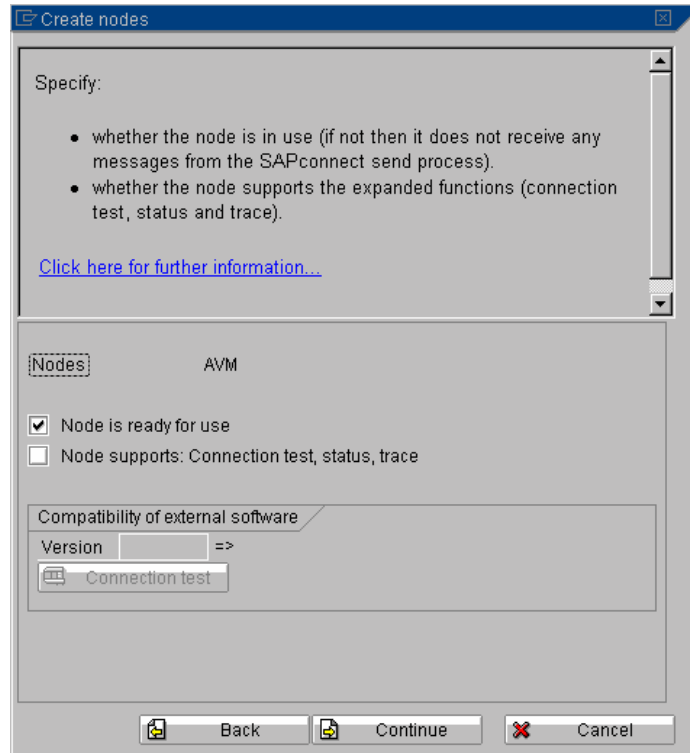 Create nodes
Specify:
• whether the node is in use (if not then it does not receive any
messages from the SAPconnect send process).
• whether the node supports the expanded functions (connection
test, status and trace).
Click here for further information...
Nodes AVM
Node is ready for use
Node supports: Connection test, status, trace
Compatibility of external software
Version =>
Connection test
Back Continue Cancel